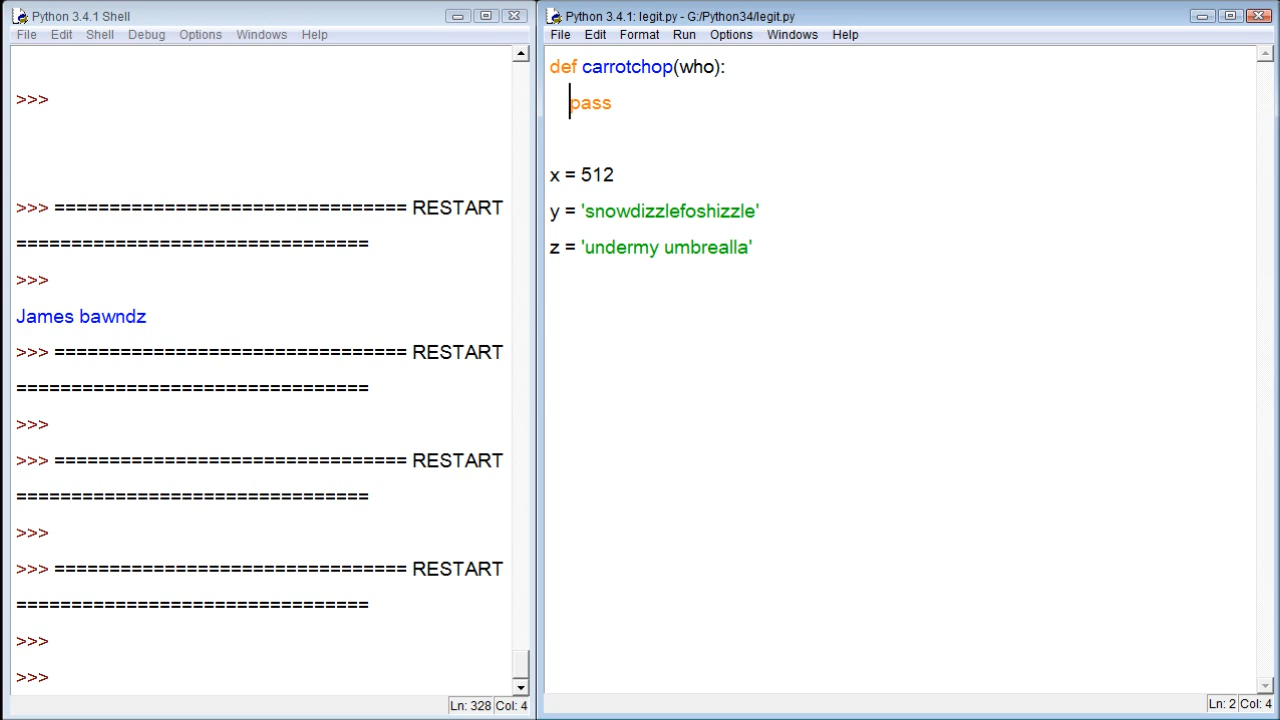 Python 3.4.1 Shell
File Edit Shell Debug Options Windows Help
>>>
>>> ================================ RESTART
================================
>>>
James bawndz
>>> ================================ RESTART
================================
>>>
>>> ================================ RESTART
================================
>>>
>>> ================================ RESTART
================================
>>>
>>>
Ln: 328 Col: 4
Python 3.4.1: legit.py - G:/Python34/legit.py
File Edit Format Run Options Windows Help
def carrotchop(who):
pass
x = 512
y = 'snowdizzlefoshizzle'
z = 'undermy umbrealla'
Ln: 2 Col: 4